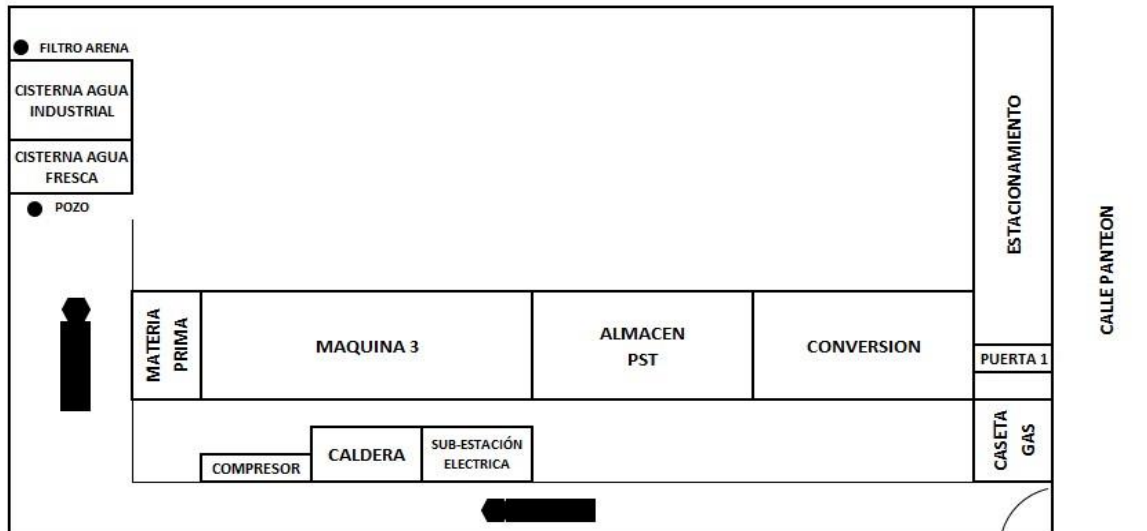 FILTRO ARENA
CISTERNA AGUA
INDUSTRIAL
CISTERNA AGUA
FRESCA
POZO
ESTACIONAMIENTO
CALLE PANTEON
MATERIA
PRIMA
MAQUINA 3
ALMACEN
PST
CONVERSION
PUERTA 1
COMPRESOR
CALDERA
SUB-ESTACIÓN
ELECTRICA
CASETA
GAS